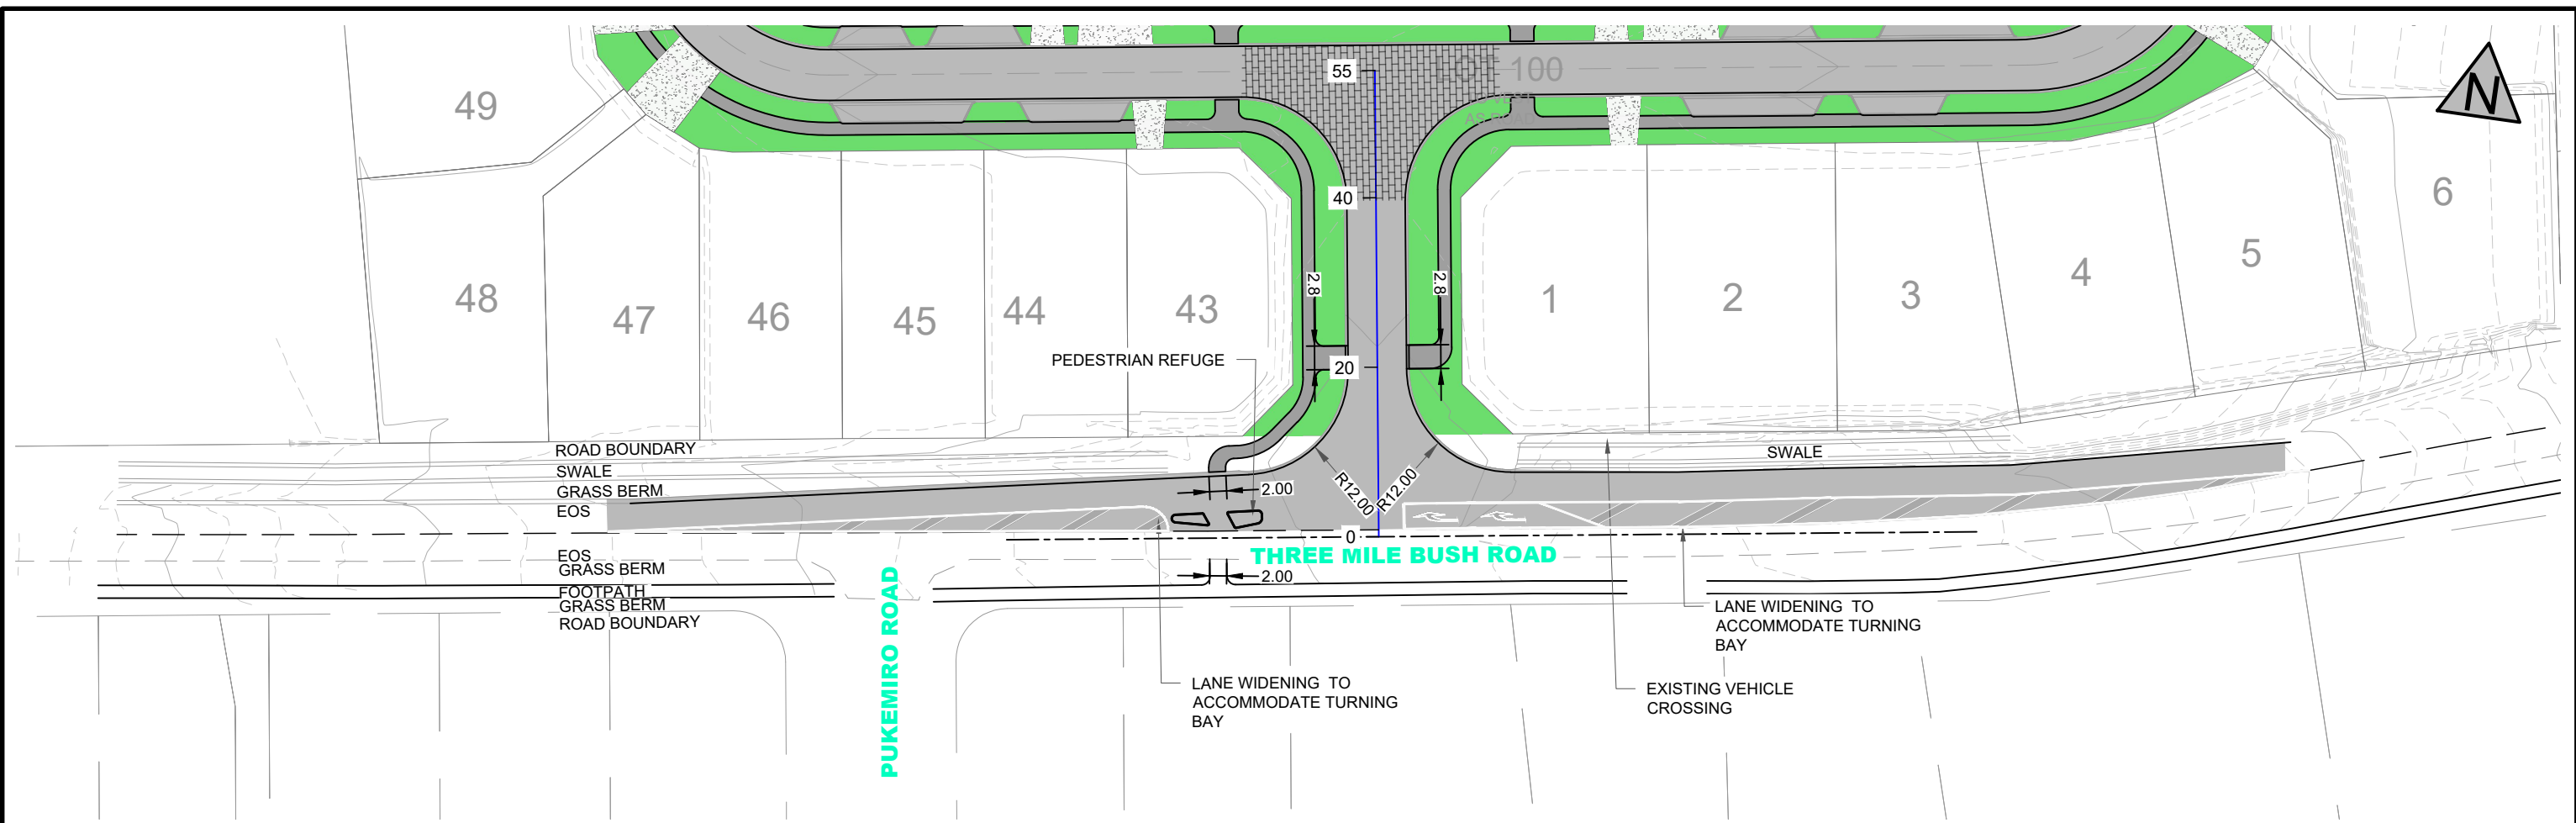 55
LOT 100
AS ROAD
N
49
40
6
5
4
3
2
1
48
47
46
45
44
43
2.8
2.8
PEDESTRIAN REFUGE
20
ROAD BOUNDARY
SWALE
GRASS BERM
EOS
SWALE
2.00
R12.00
R12.00
0
THREE MILE BUSH ROAD
EOS
GRASS BERM
FOOTPATH
GRASS BERM
ROAD BOUNDARY
2.00
PUKEMIRO ROAD
LANE WIDENING TO
ACCOMMODATE TURNING
BAY
LANE WIDENING TO
ACCOMMODATE TURNING
BAY
EXISTING VEHICLE
CROSSING